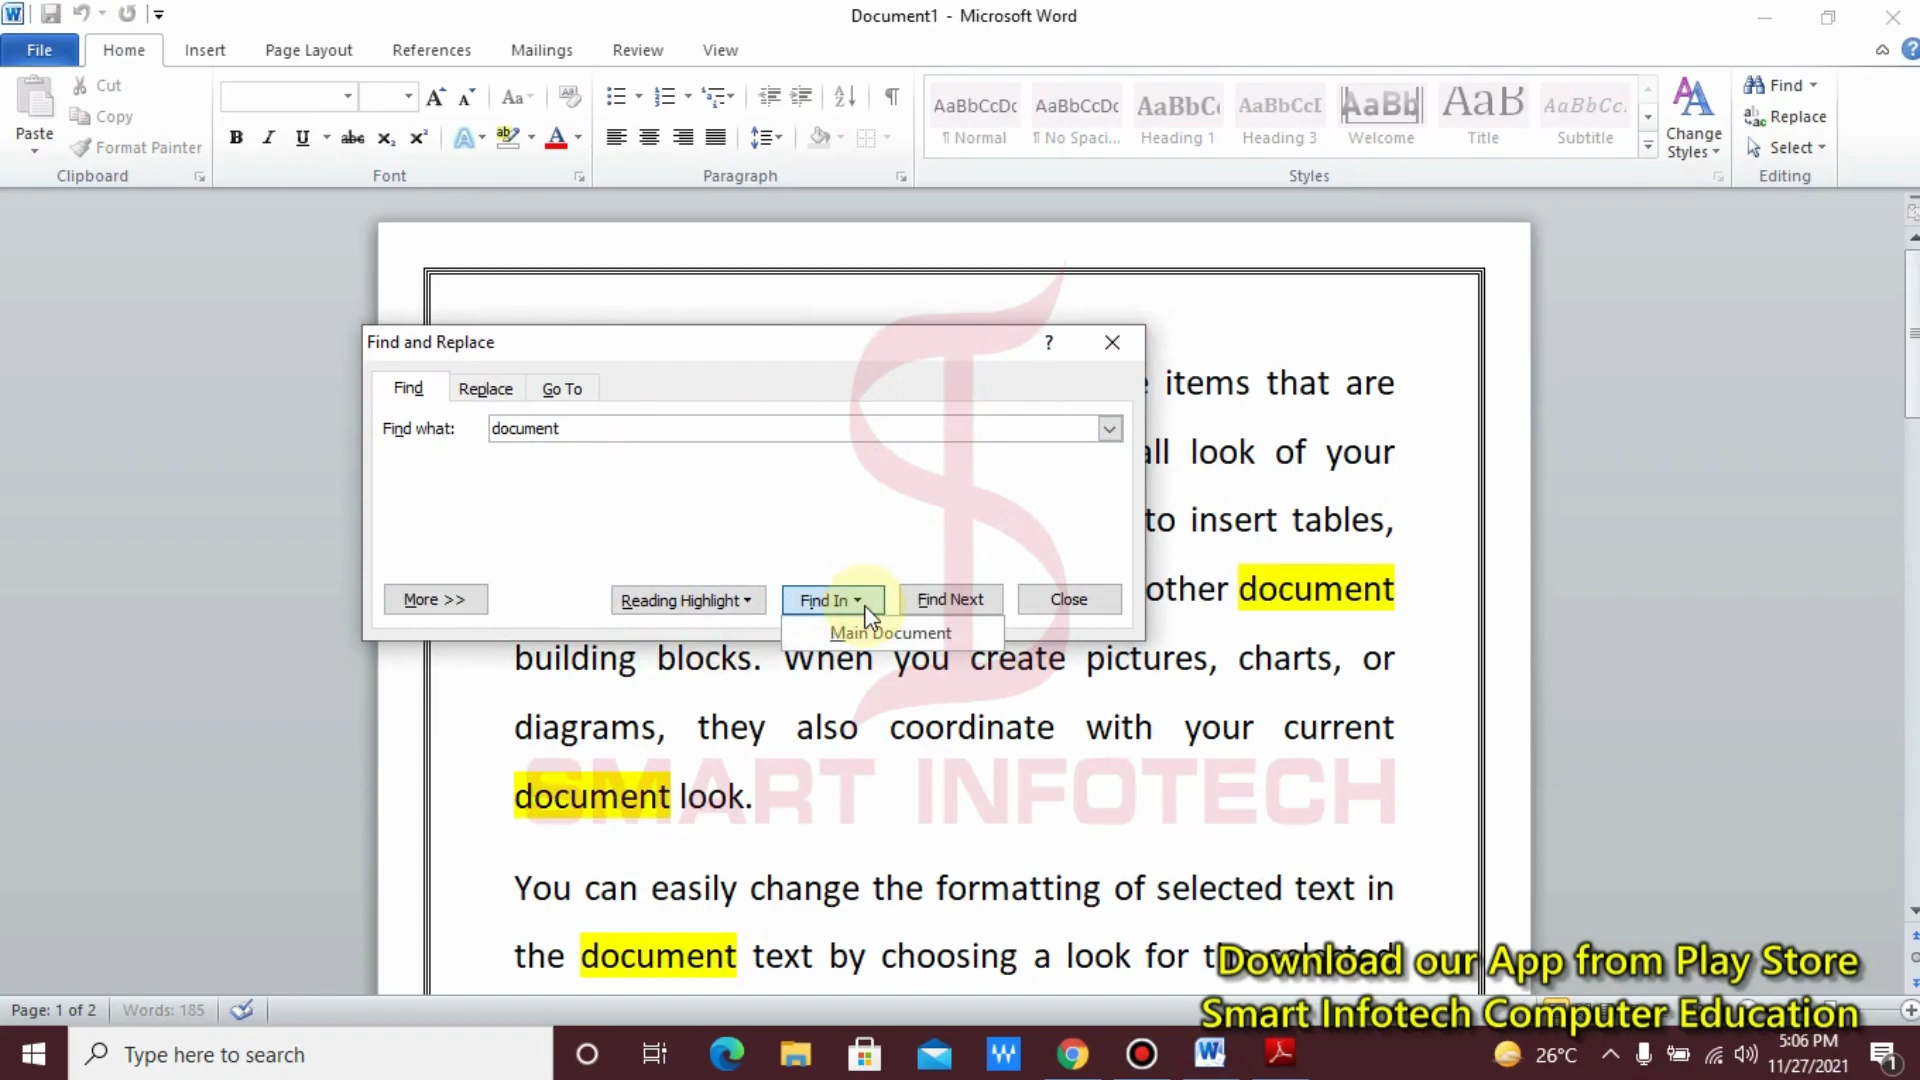 Document1 - Microsoft Word
File Home Insert Page Layout References Mailings Review View
Paste
Cut
Copy
Format Painter
Clipboard
Font
Paragraph
AaBbCcDc AaBbCcDc AaBbC AaBbCcI AaBb AaB AaBbCc.
¶ Normal ¶ No Spaci... Heading 1 Heading 3 Welcome Title Subtitle
Change
Styles
Styles
Find
Replace
Select
Editing
Find and Replace
Find Replace Go To
Find what: document
More >> Reading Highlight Find In Find Next Close
Main Document
items that are
all look of your
to insert tables,
other document
building blocks. When you create pictures, charts, or
diagrams, they also coordinate with your current
document look.
SMART INFOTECH
You can easily change the formatting of selected text in
the document text by choosing a look for the selected
Download our App from Play Store
Smart Infotech Computer Education
Page: 1 of 2 Words: 185
Type here to search
26°C
5:06 PM
11/27/2021
1